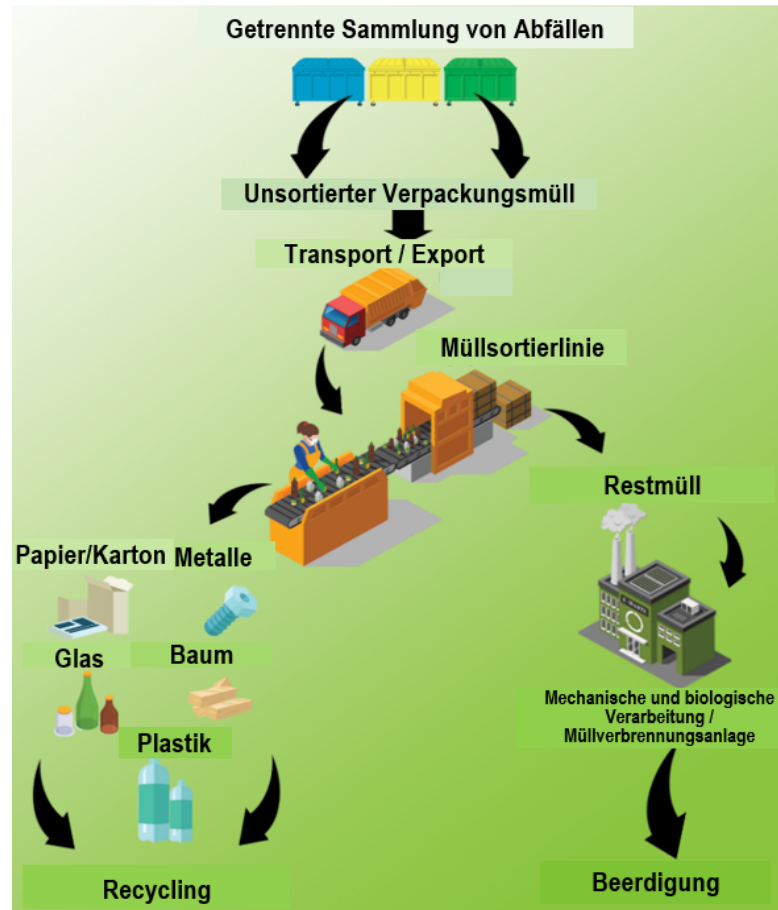 Getrennte Sammlung von Abfällen
Unsortierter Verpackungsmüll
Transport / Export
Müllsortierlinie
Restmüll
Papier/Karton
Metalle
Glas
Baum
Plastik
Mechanische und biologische
Verarbeitung /
Müllverbrennungsanlage
Recycling
Beerdigung